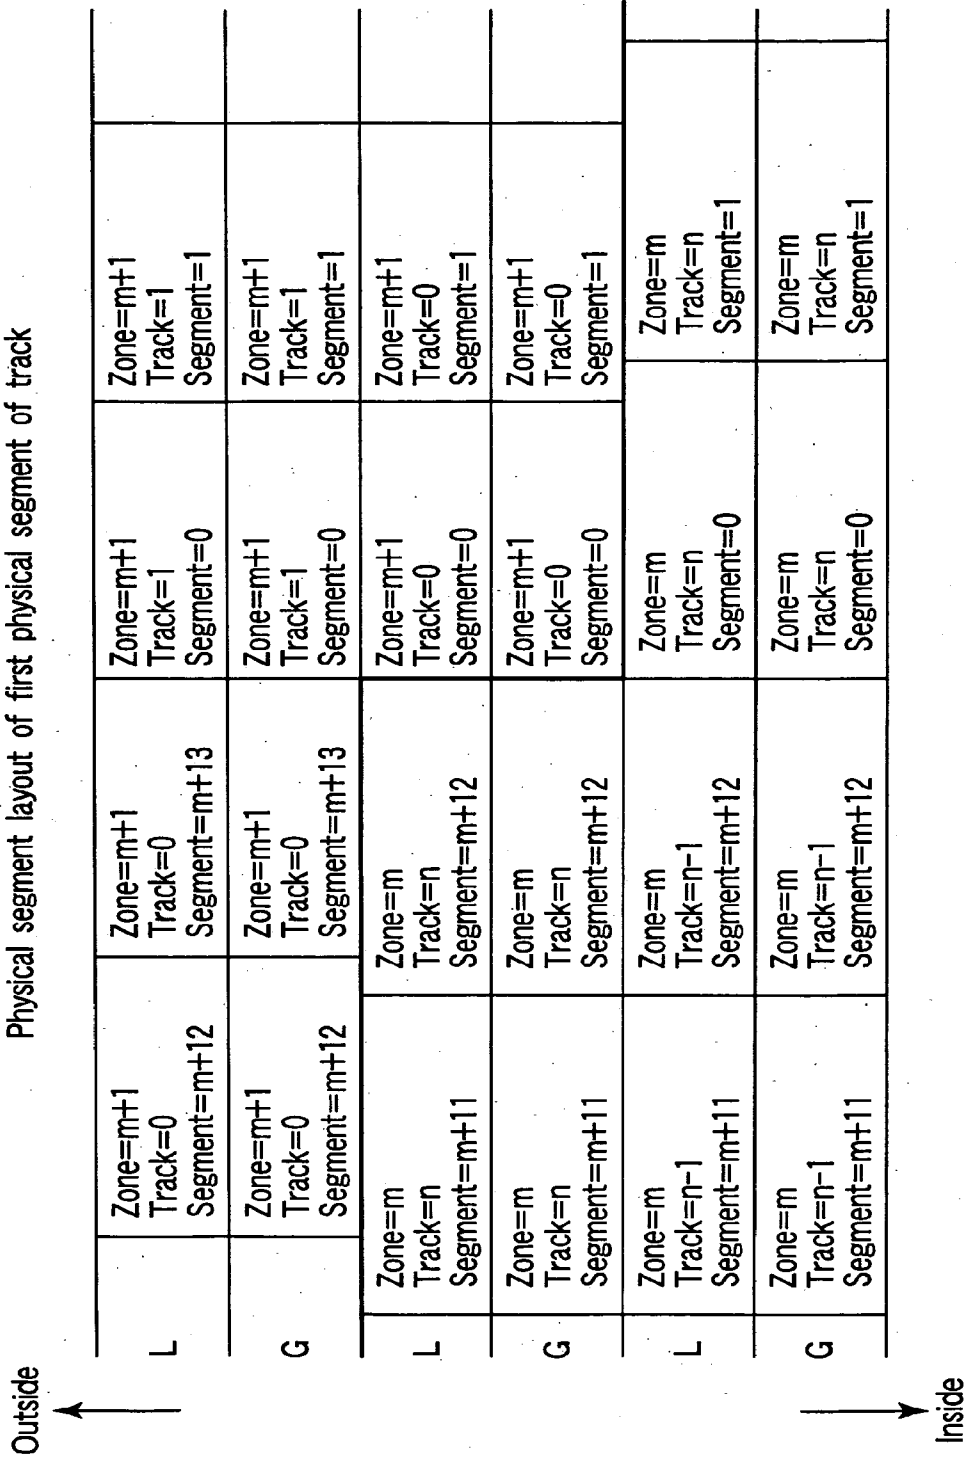 Physical segment layout of first physical segment of track
Outside
L
Zone=m+1
Track=0
Segment=m+12
Zone=m+1
Track=0
Segment=m+13
Zone=m+1
Track=1
Segment=0
Zone=m+1
Track=1
Segment=1
G
Zone=m+1
Track=0
Segment=m+12
Zone=m+1
Track=0
Segment=m+13
Zone=m+1
Track=1
Segment=0
Zone=m+1
Track=1
Segment=1
L
Zone=m
Track=n
Segment=m+11
Zone=m
Track=n
Segment=m+12
Zone=m+1
Track=0
Segment=0
Zone=m+1
Track=0
Segment=1
G
Zone=m
Track=n
Segment=m+11
Zone=m
Track=n
Segment=m+12
Zone=m+1
Track=0
Segment=0
Zone=m+1
Track=0
Segment=1
L
Zone=m
Track=n-1
Segment=m+11
Zone=m
Track=n-1
Segment=m+12
Zone=m
Track=n
Segment=0
Zone=m
Track=n
Segment=1
G
Zone=m
Track=n-1
Segment=m+11
Zone=m
Track=n-1
Segment=m+12
Zone=m
Track=n
Segment=0
Zone=m
Track=n
Segment=1
Inside